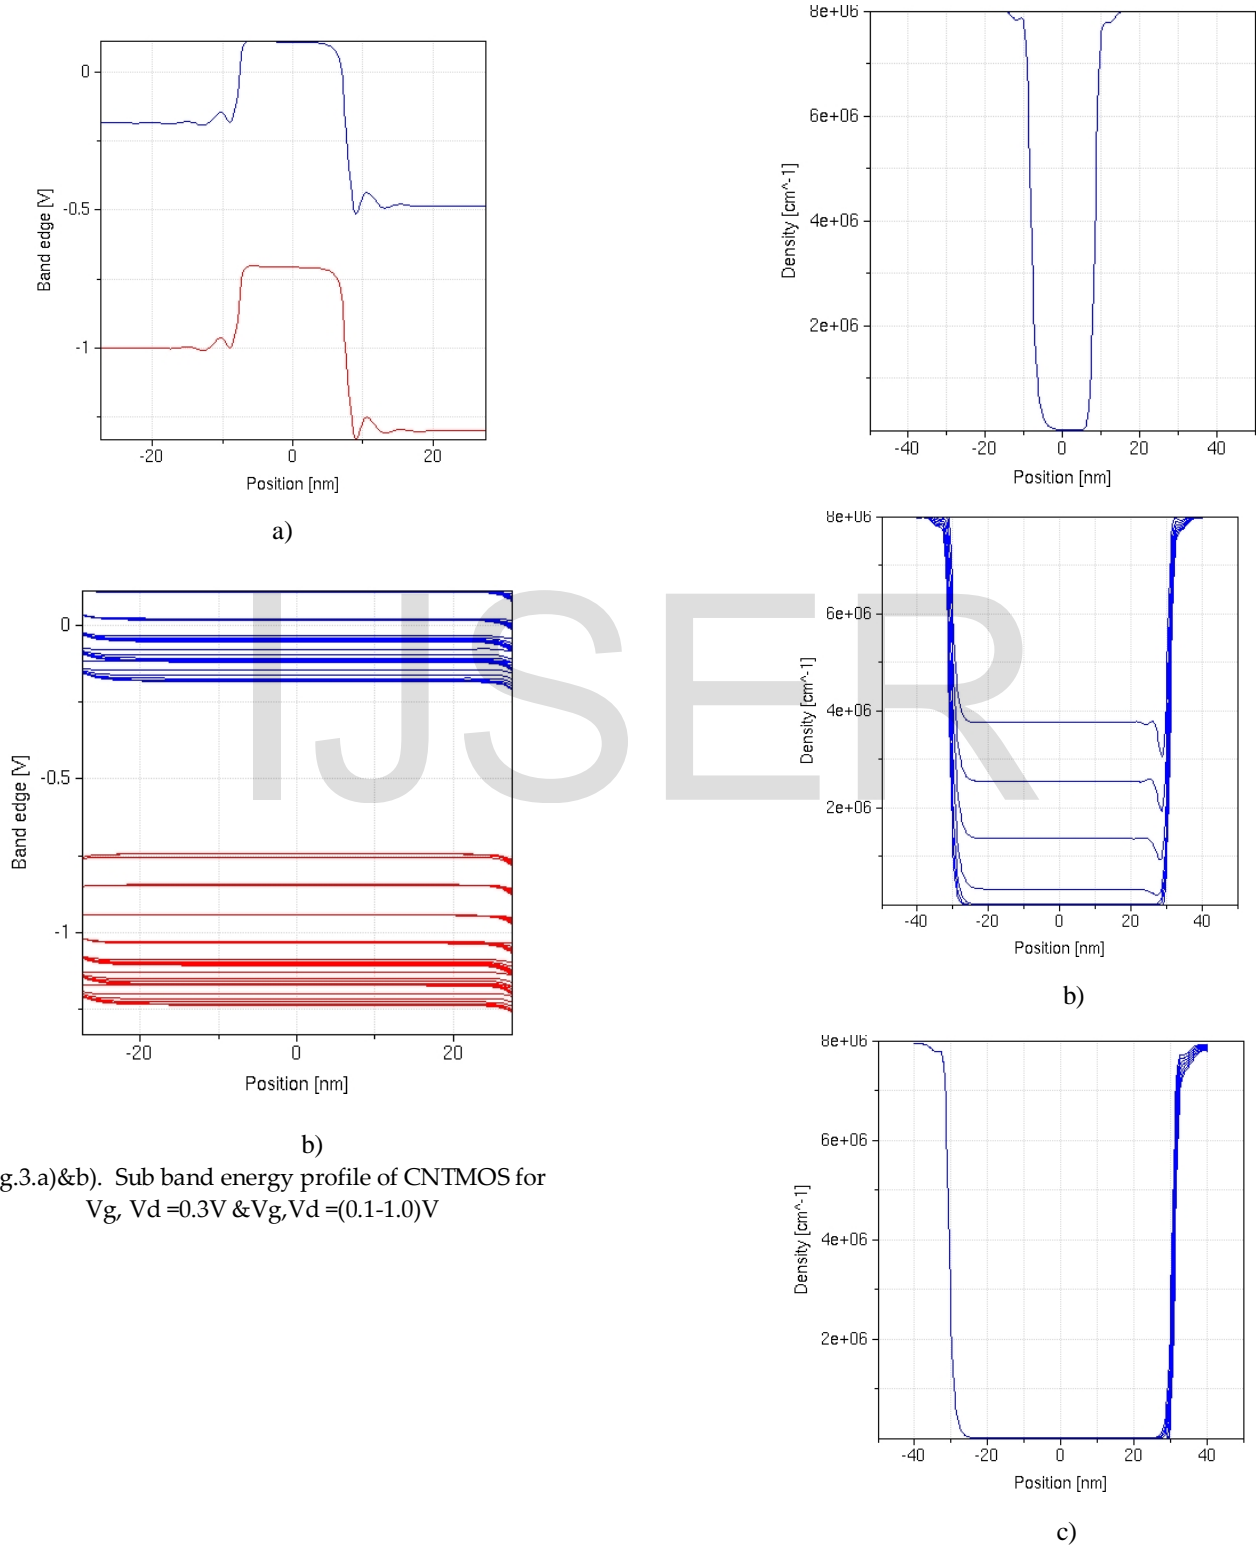 0
-0.5
-1
Band edge [V]
-20
0
20
Position [nm]
a)
0
-0.5
-1
Band edge [V]
-20
0
20
Position [nm]
b)
g.3.a)&b). Sub band energy profile of CNTMOS for
Vg, Vd =0.3V &Vg,Vd =(0.1-1.0)V
8e+06
6e+06
4e+06
2e+06
Density [cm^-1]
-40
-20
0
20
40
Position [nm]
8e+06
6e+06
4e+06
2e+06
Density [cm^-1]
-40
-20
0
20
40
Position [nm]
b)
8e+06
6e+06
4e+06
2e+06
Density [cm^-1]
-40
-20
0
20
40
Position [nm]
c)
IJSER